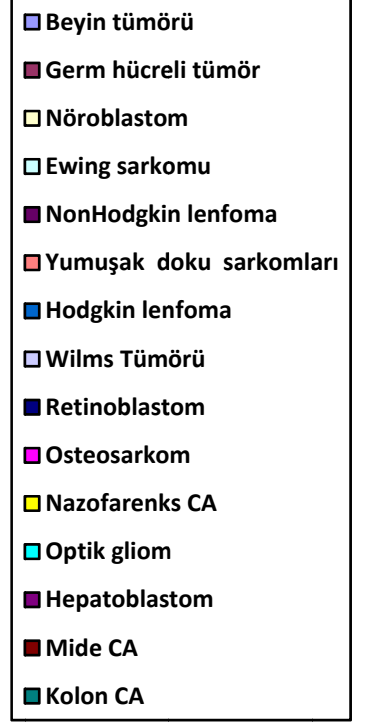 Beyin tümörü
Germ hücreli tümör
Nöroblastom
Ewing sarkomu
NonHodgkin lenfoma
Yumuşak doku sarkomları
Hodgkin lenfoma
Wilms Tümörü
Retinoblastom
Osteosarkom
Nazofarenks CA
Optik gliom
Hepatoblastom
Mide CA
Kolon CA